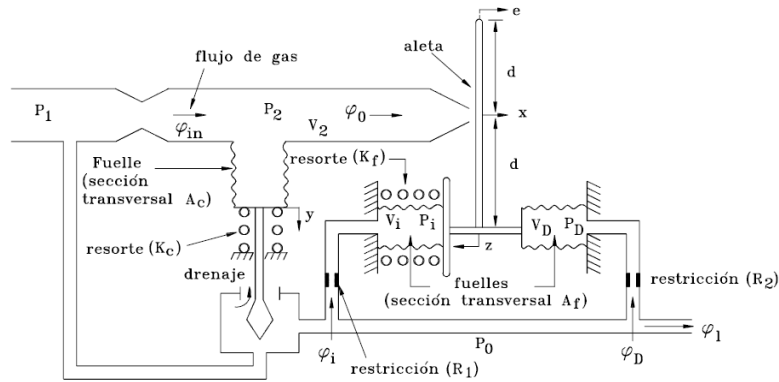 e
aleta
d
flujo de gas
P1
P2
V2
φin
φ0
x
Fuelle
(sección
transversal Ac)
resorte (Kf)
d
y
resorte (Kc)
Vi Pi
VD PD
z
drenaje
fuelles
(sección transversal Af)
restricción (R2)
φi
restricción (R1)
P0
φD
φ1